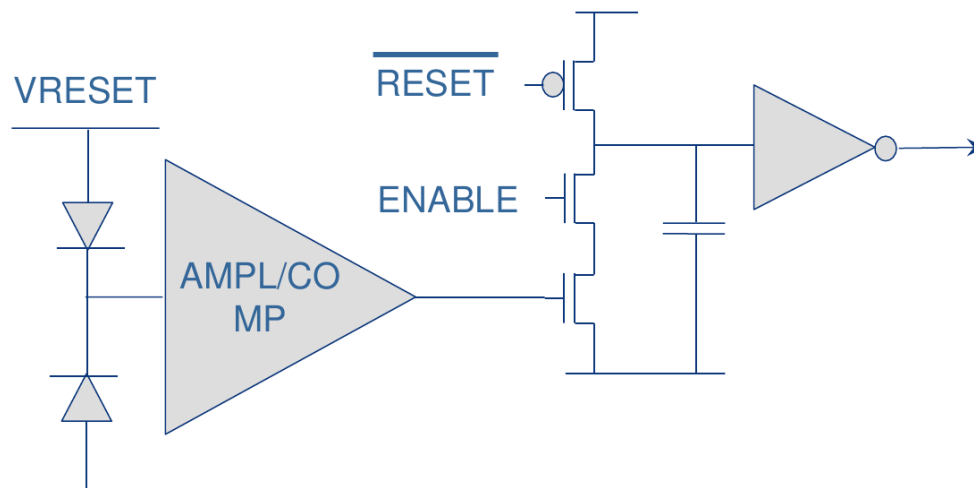 RESET
VRESET
ENABLE
AMPL/CO
MP